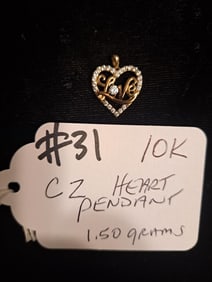 #31 10K
CZ HEART
PENDANT
1.50 GRAMS